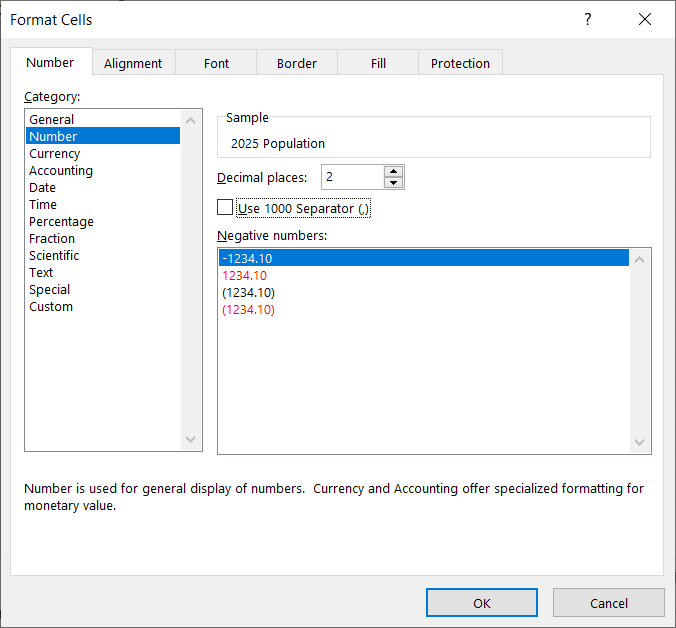 Format Cells
?
Number
Alignment
Font
Border
Fill
Protection
Category:
General
Number
Currency
Accounting
Date
Time
Percentage
Fraction
Scientific
Text
Special
Custom
Sample
2025 Population
Decimal places: 2
Use 1000 Separator (,)
Negative numbers:
-1234.10
1234.10
(1234.10)
(1234.10)
Number is used for general display of numbers.  Currency and Accounting offer specialized formatting for
monetary value.
OK
Cancel